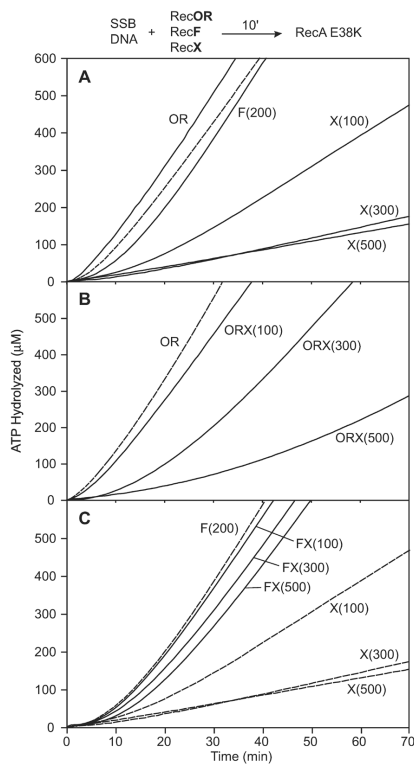 SSB
DNA
+
RecOR
RecF
RecX
10'
RecA E38K
A
600
500
400
300
200
100
0
OR
F(200)
X(100)
X(300)
X(500)
B
500
400
300
200
100
0
OR
ORX(100)
ORX(300)
ORX(500)
ATP Hydrolyzed (μM)
C
500
400
300
200
100
0
F(200)
FX(100)
FX(300)
FX(500)
X(100)
X(300)
X(500)
0 10 20 30 40 50 60 70
Time (min)